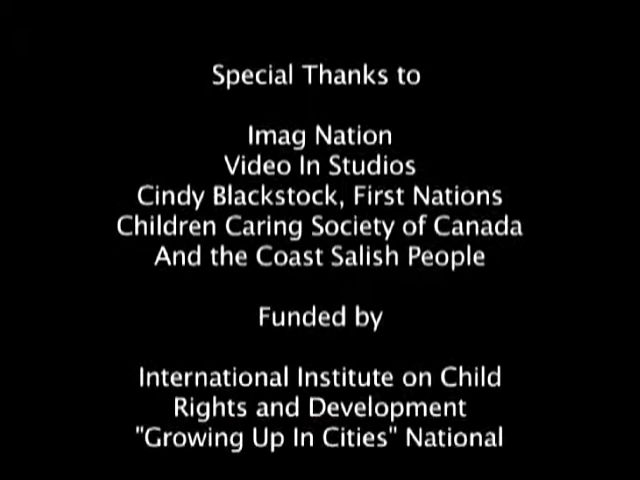 Special Thanks to
Imag Nation
Video In Studios
Cindy Blackstock, First Nations
Children Caring Society of Canada
And the Coast Salish People
Funded by
International Institute on Child
Rights and Development
"Growing Up In Cities" National